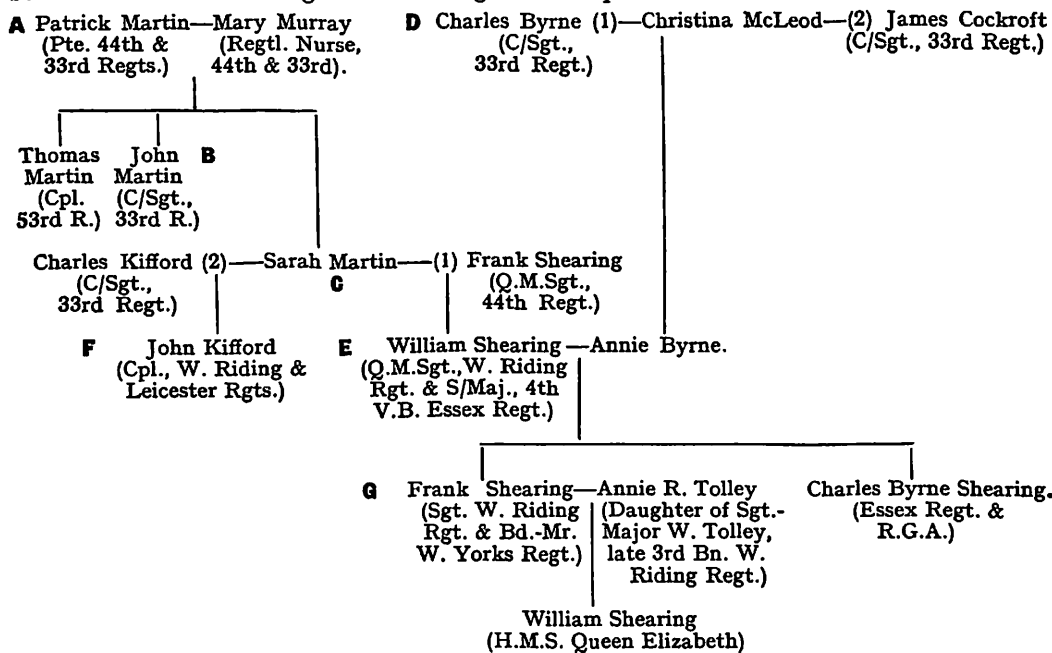 A Patrick Martin—Mary Murray
(Pte. 44th & (Regtl. Nurse,
33rd Regts.) 44th & 33rd).
D Charles Byrne (1)—Christina McLeod—(2) James Cockroft
(C/Sgt., (C/Sgt., 33rd Regt.)
33rd Regt.)
Thomas John B
Martin Martin
(Cpl. (C/Sgt.,
53rd R.) 33rd R.)
Charles Kifford (2)—Sarah Martin—(1) Frank Shearing
(C/Sgt., C (Q.M.Sgt.,
33rd Regt.) 44th Regt.)
F John Kifford
(Cpl., W. Riding &
Leicester Rgts.)
E William Shearing—Annie Byrne.
(Q.M.Sgt., W. Riding
Rgt. & S/Maj., 4th
V.B. Essex Regt.)
G Frank Shearing—Annie R. Tolley
(Sgt. W. Riding (Daughter of Sgt.-
Rgt. & Bd.-Mr. Major W. Tolley,
W. Yorks Regt.) late 3rd Bn. W.
Riding Regt.)
Charles Byrne Shearing.
(Essex Regt. &
R.G.A.)
William Shearing
(H.M.S. Queen Elizabeth)